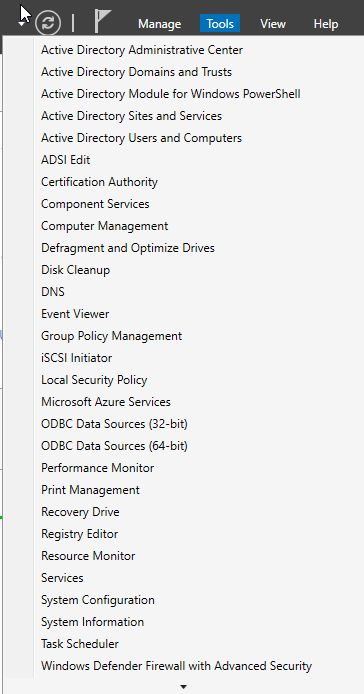 Manage Tools View Help
Active Directory Administrative Center
Active Directory Domains and Trusts
Active Directory Module for Windows PowerShell
Active Directory Sites and Services
Active Directory Users and Computers
ADSI Edit
Certification Authority
Component Services
Computer Management
Defragment and Optimize Drives
Disk Cleanup
DNS
Event Viewer
Group Policy Management
iSCSI Initiator
Local Security Policy
Microsoft Azure Services
ODBC Data Sources (32-bit)
ODBC Data Sources (64-bit)
Performance Monitor
Print Management
Recovery Drive
Registry Editor
Resource Monitor
Services
System Configuration
System Information
Task Scheduler
Windows Defender Firewall with Advanced Security